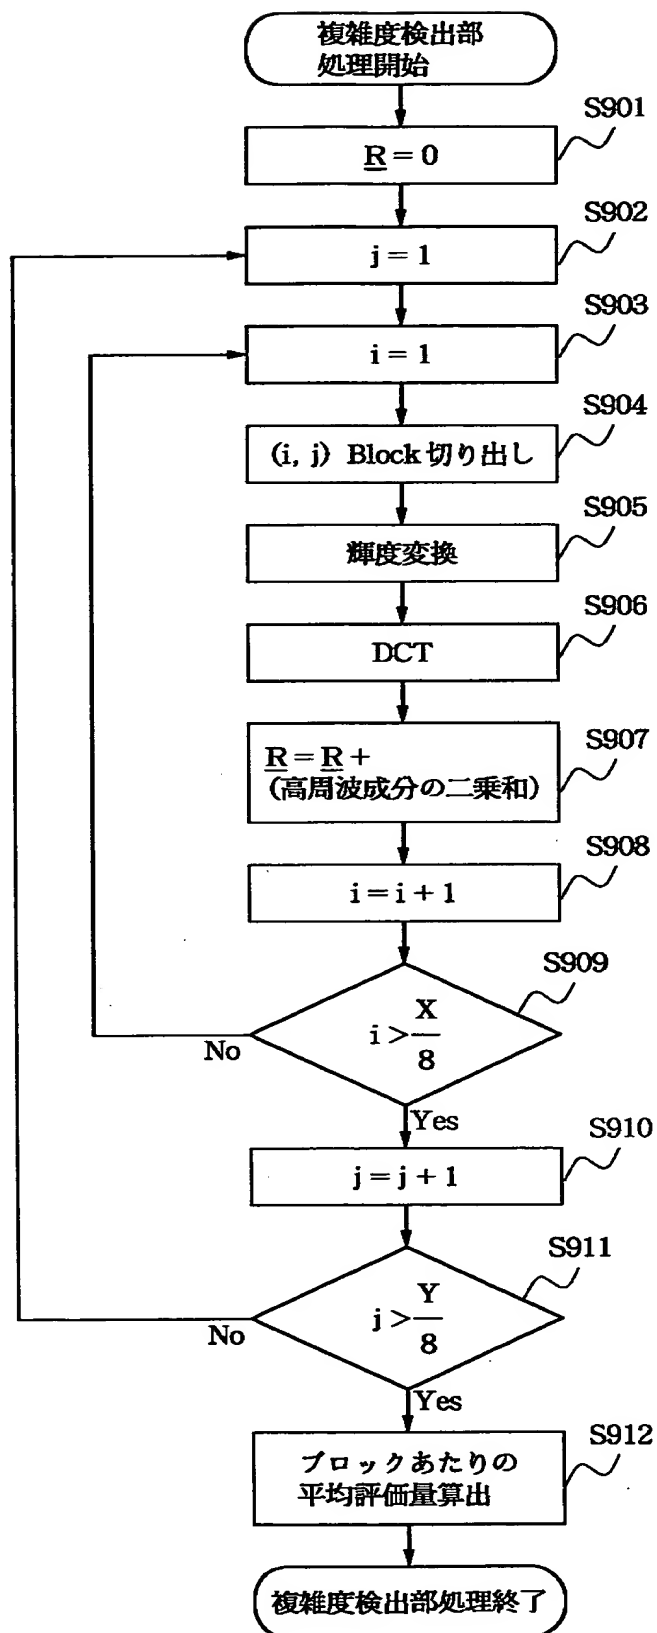 複雑度検出部
処理開始
S901
R = 0
S902
j = 1
S903
i = 1
S904
(i, j) Block 切り出し
S905
輝度変換
S906
DCT
S907
R = R +
(高周波成分の二乗和)
S908
i = i + 1
S909
i > X/8
No
Yes
S910
j = j + 1
S911
j > Y/8
No
Yes
S912
ブロックあたりの
平均評価量算出
複雑度検出部処理終了